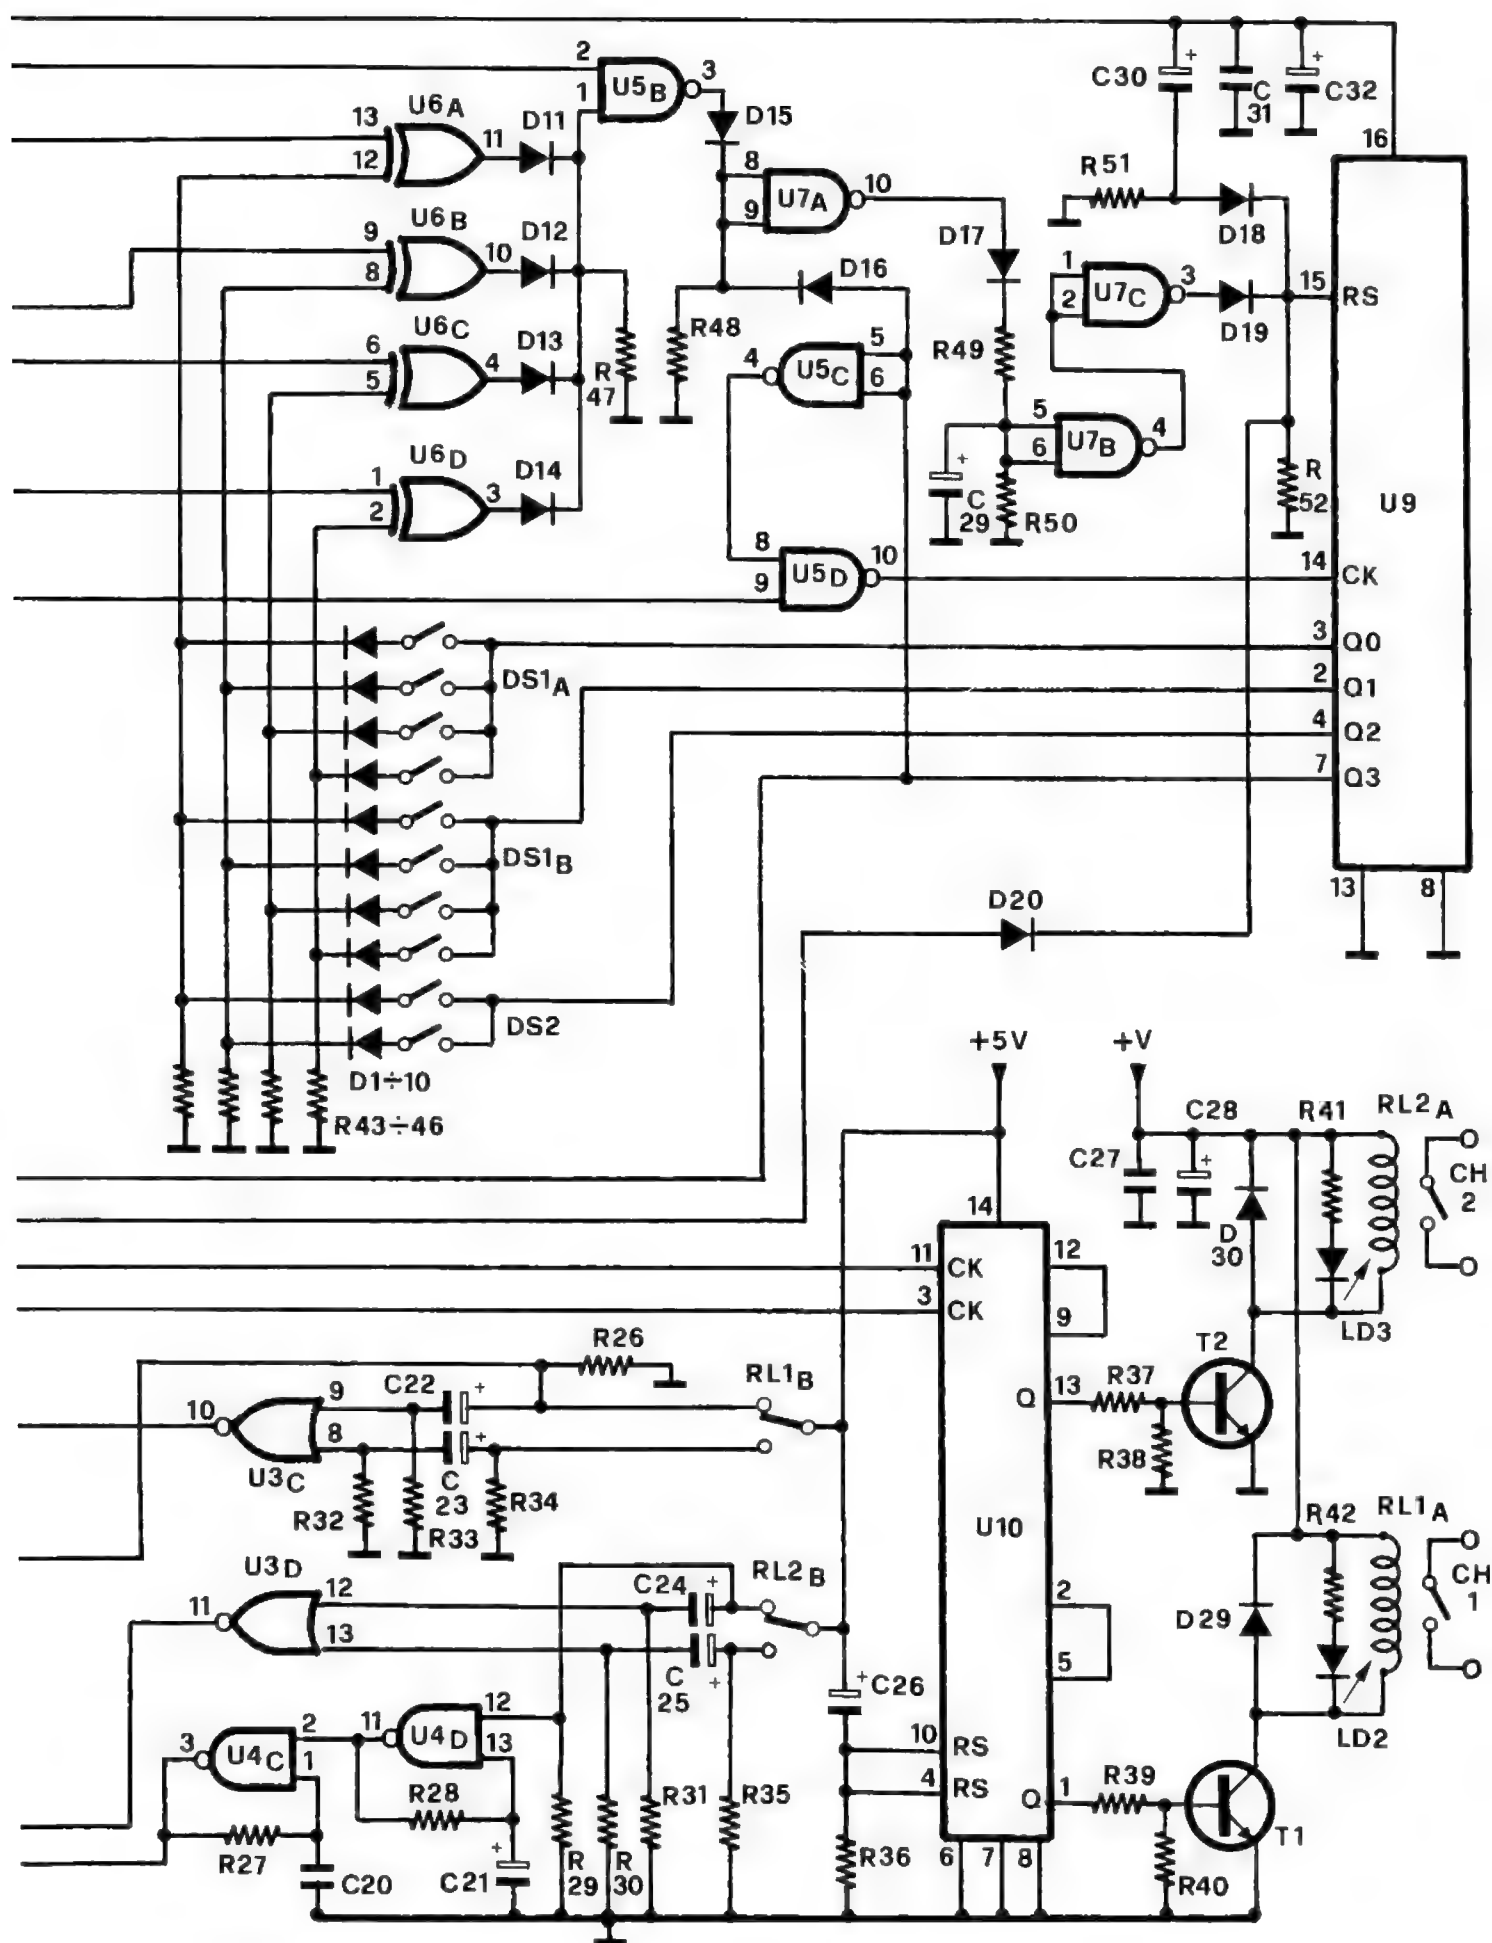 2
U5B
3
1
D15
C30
+
C
31
+
C32
16
U6A
13
12
11
D11
8
9
U7A
10
R51
D18
U6B
9
8
10
D12
D16
D17
1
2
U7C
3
D19
15
RS
U6C
6
5
4
D13
R
47
R48
4
U5C
5
6
R49
5
6
U7B
4
U6D
1
2
3
D14
+
C
29
R50
R
52
U9
8
9
U5D
10
14
CK
3
Q0
DS1A
2
Q1
4
Q2
7
Q3
DS1B
13
8
D20
DS2
D1÷10
R43÷46
+5V
+V
C27
C28
+
D
30
R41
RL2A
CH
2
LD3
14
11
CK
12
3
CK
9
R26
RL1B
T2
10
9
8
C22
+
+
U3C
C
23
R32
R33
R34
Q
13
R37
R38
U10
R42
RL1A
CH
1
U3D
11
12
13
C24
+
RL2B
C
25
+
D29
2
5
+
C26
LD2
3
U4C
2
1
11
U4D
12
13
10
RS
4
RS
R28
R31
R35
Q
1
R39
T1
R27
C20
+
C21
R
29
R
30
R36
6
7
8
R40